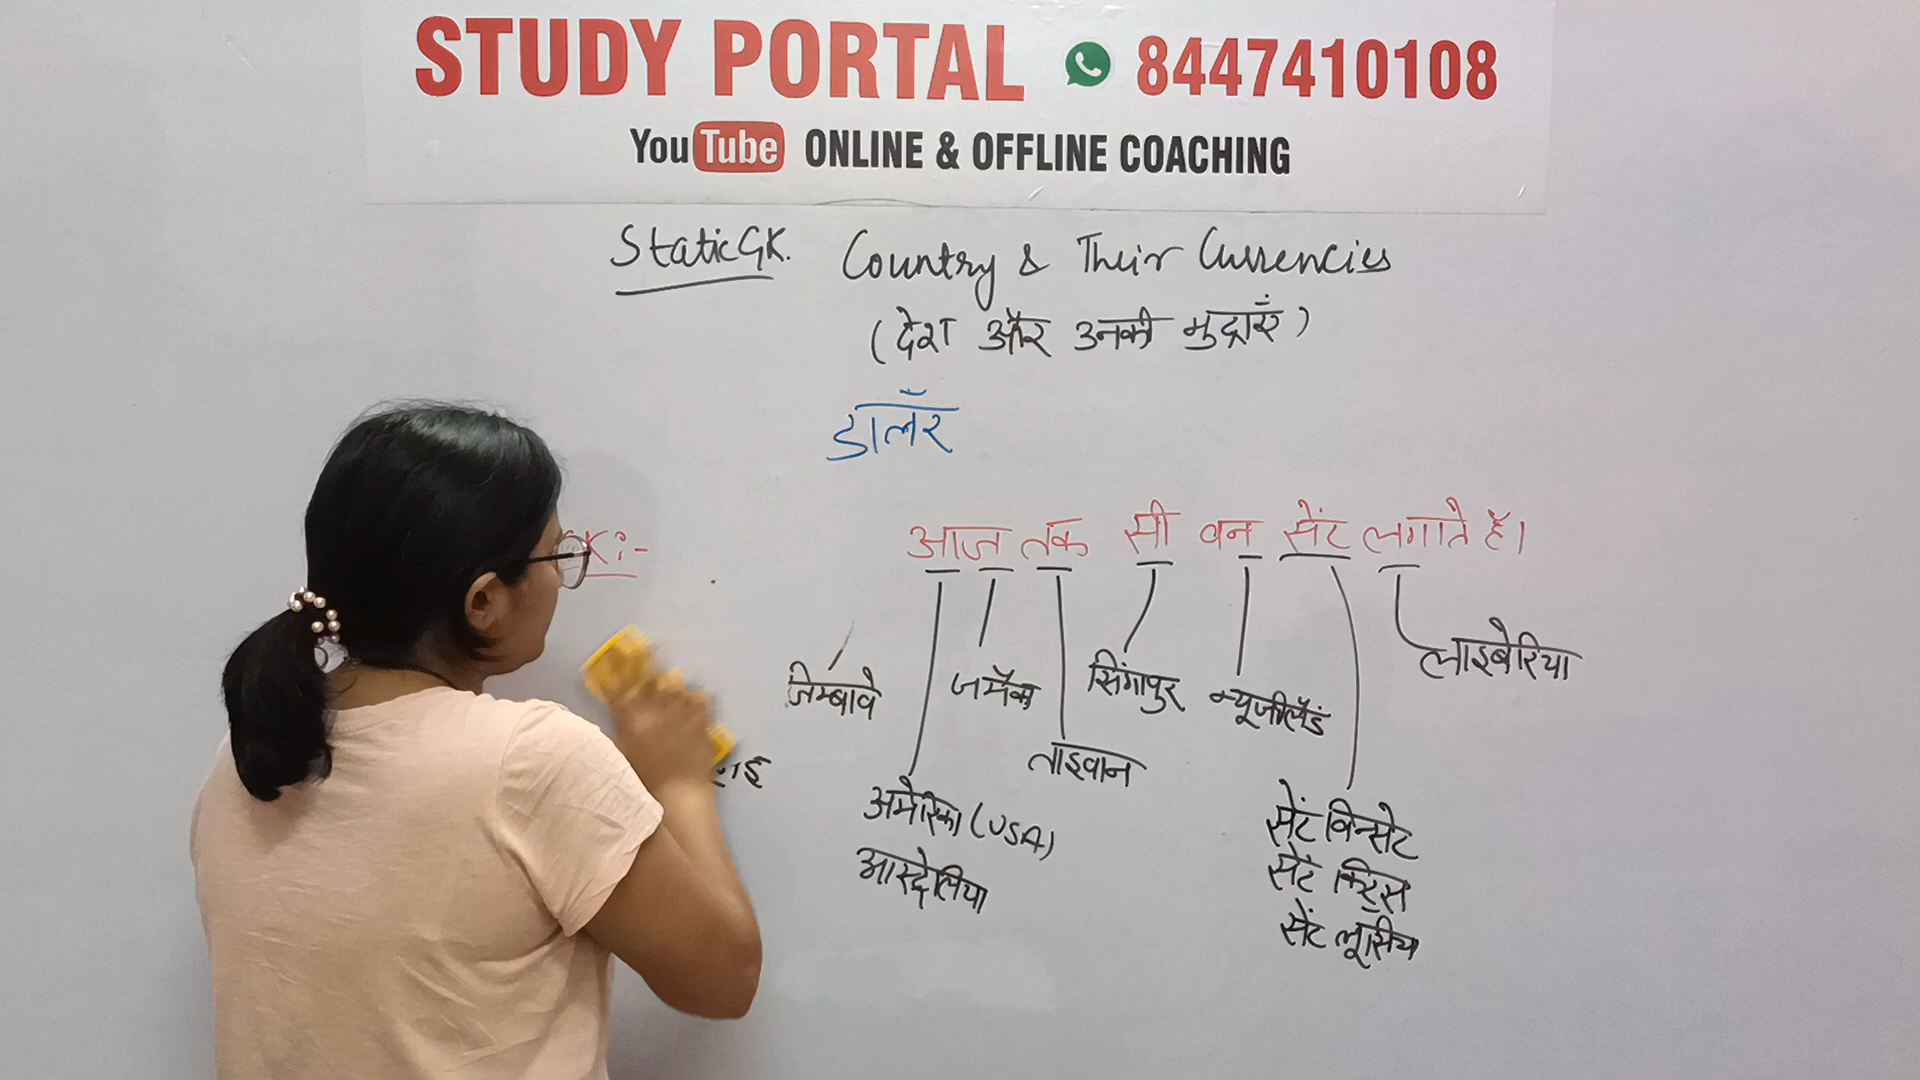 STUDY PORTAL 8447410108
YouTube ONLINE & OFFLINE COACHING
Static GK. Country & Their Currencies
(देश और उनकी मुद्राएँ)
डॉलर
K:-
आज तक सी वन सेंट लगाते हैं।
लाइबेरिया
जिम्बावे जमैका सिंगापुर न्यूजीलैंड
ताइवान
अमेरिका (USA)
आस्ट्रेलिया
सेंट विन्सेट
सेंट किट्स
सेंट लूसिया